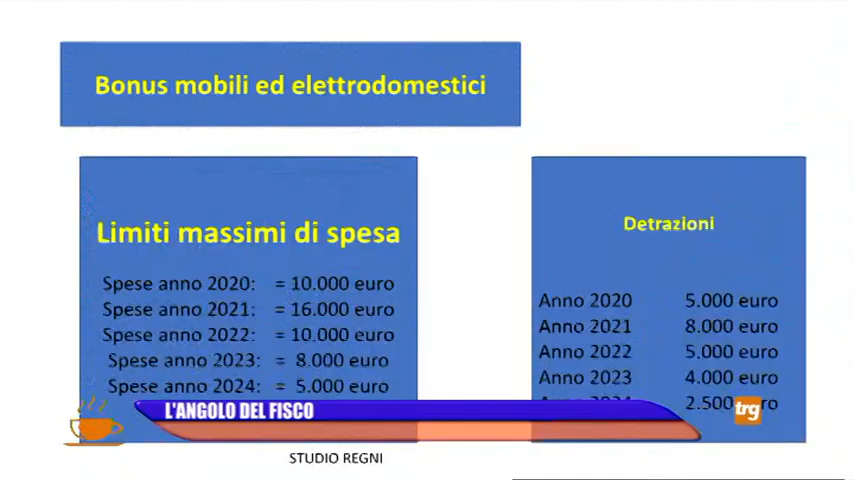 Bonus mobili ed elettrodomestici
Limiti massimi di spesa
Spese anno 2020: = 10.000 euro
Spese anno 2021: = 16.000 euro
Spese anno 2022: = 10.000 euro
Spese anno 2023: = 8.000 euro
Spese anno 2024: = 5.000 euro
Detrazioni
Anno 2020 5.000 euro
Anno 2021 8.000 euro
Anno 2022 5.000 euro
Anno 2023 4.000 euro
2.500
L'ANGOLO DEL FISCO
trg
STUDIO REGNI